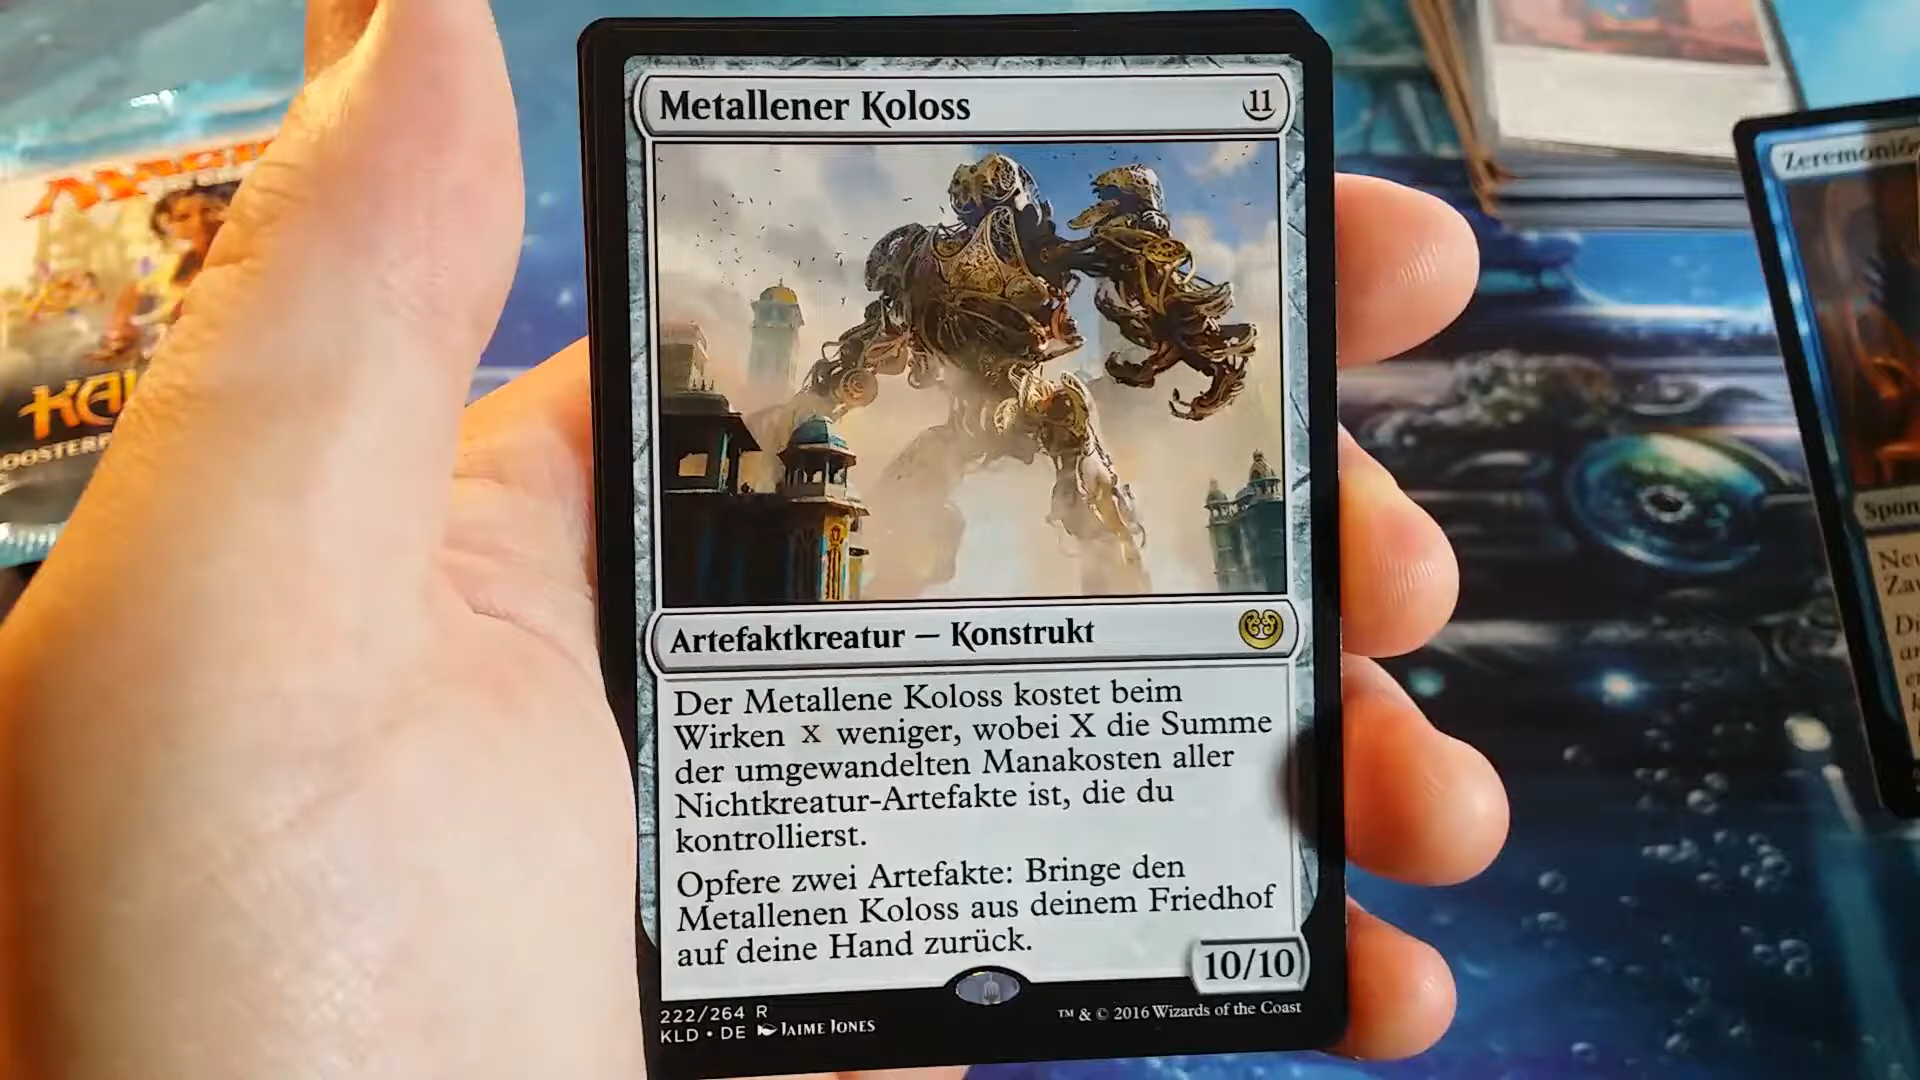 Metallener Koloss
11
Artefaktkreatur — Konstrukt
Der Metallene Koloss kostet beim
Wirken X weniger, wobei X die Summe
der umgewandelten Manakosten aller
Nichtkreatur-Artefakte ist, die du
kontrollierst.
Opfere zwei Artefakte: Bringe den
Metallenen Koloss aus deinem Friedhof
auf deine Hand zurück.
10/10
222/264 R
KLD • DE JAIME JONES
™ & © 2016 Wizards of the Coast
MAGIC